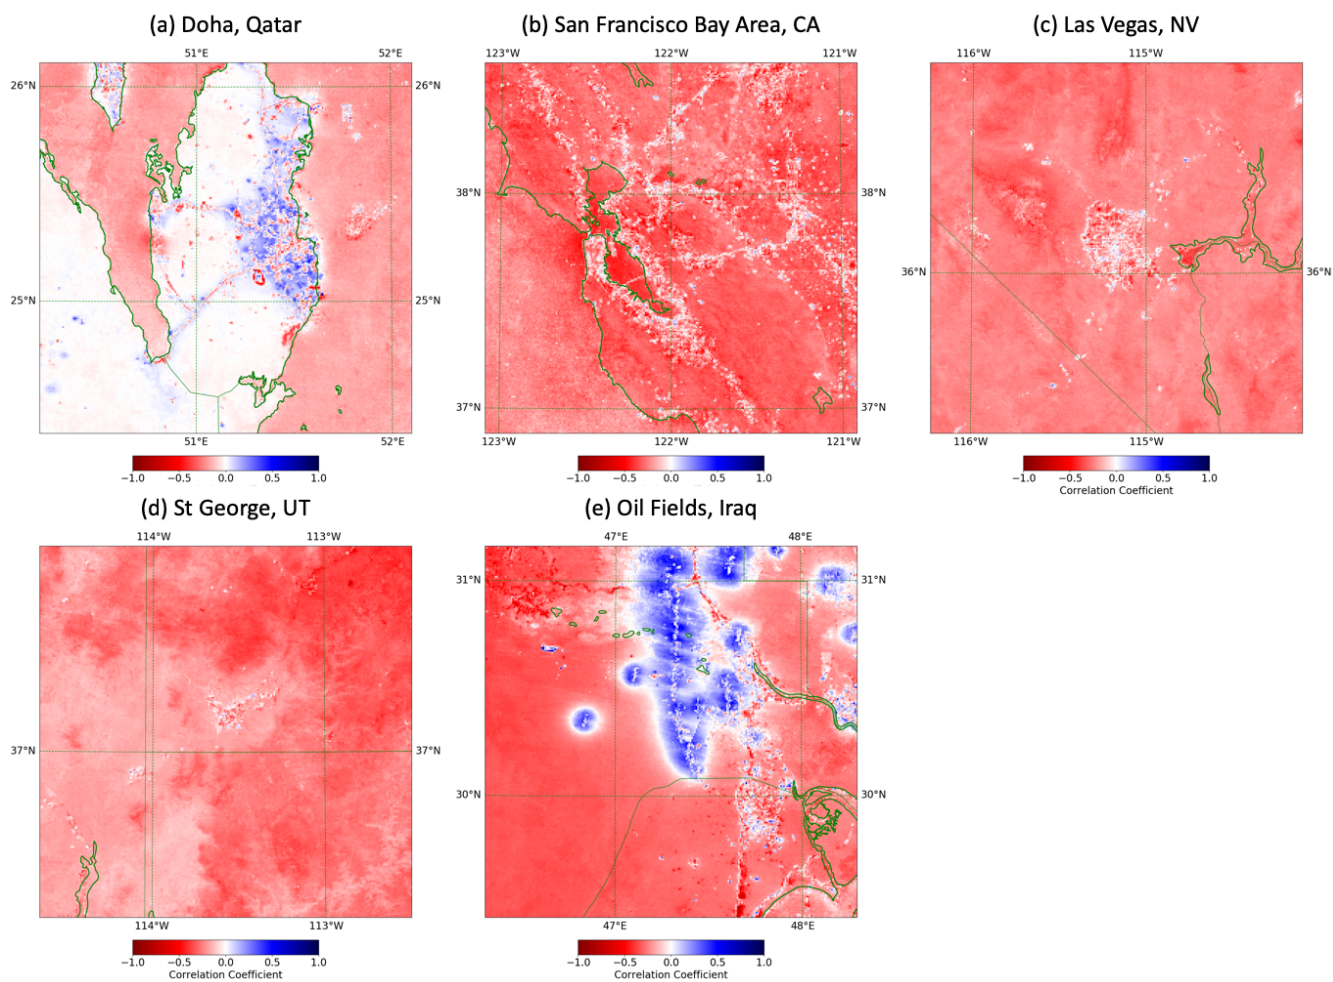 (a) Doha, Qatar
(b) San Francisco Bay Area, CA
(c) Las Vegas, NV
51°E 52°E
123°W 122°W 121°W
116°W 115°W
26°N 26°N
38°N 38°N
36°N 36°N
25°N 25°N
37°N 37°N
51°E 52°E
123°W 122°W 121°W
116°W 115°W
−1.0 −0.5 0.0 0.5 1.0
−1.0 −0.5 0.0 0.5 1.0
−1.0 −0.5 0.0 0.5 1.0
Correlation Coefficient
(d) St George, UT
(e) Oil Fields, Iraq
114°W 113°W
47°E 48°E
31°N 31°N
37°N 37°N
30°N 30°N
114°W 113°W
47°E 48°E
−1.0 −0.5 0.0 0.5 1.0
Correlation Coefficient
−1.0 −0.5 0.0 0.5 1.0
Correlation Coefficient